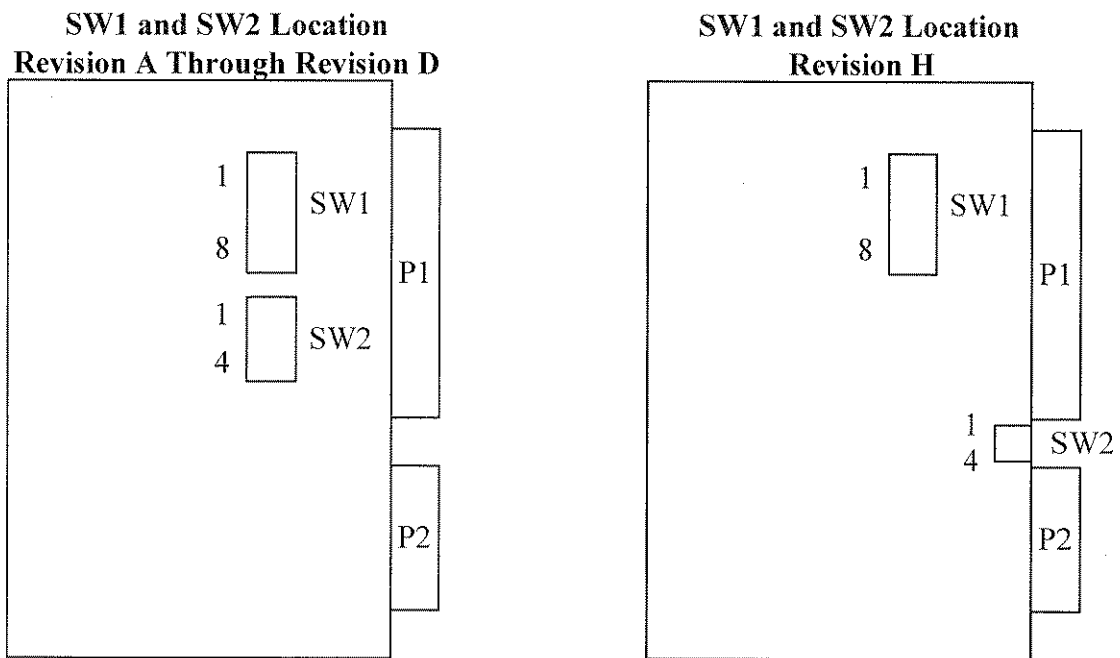 SW1 and SW2 Location
Revision A Through Revision D
1
SW1
8
P1
1
SW2
4
P2
SW1 and SW2 Location
Revision H
1
SW1
8
P1
1
SW2
4
P2